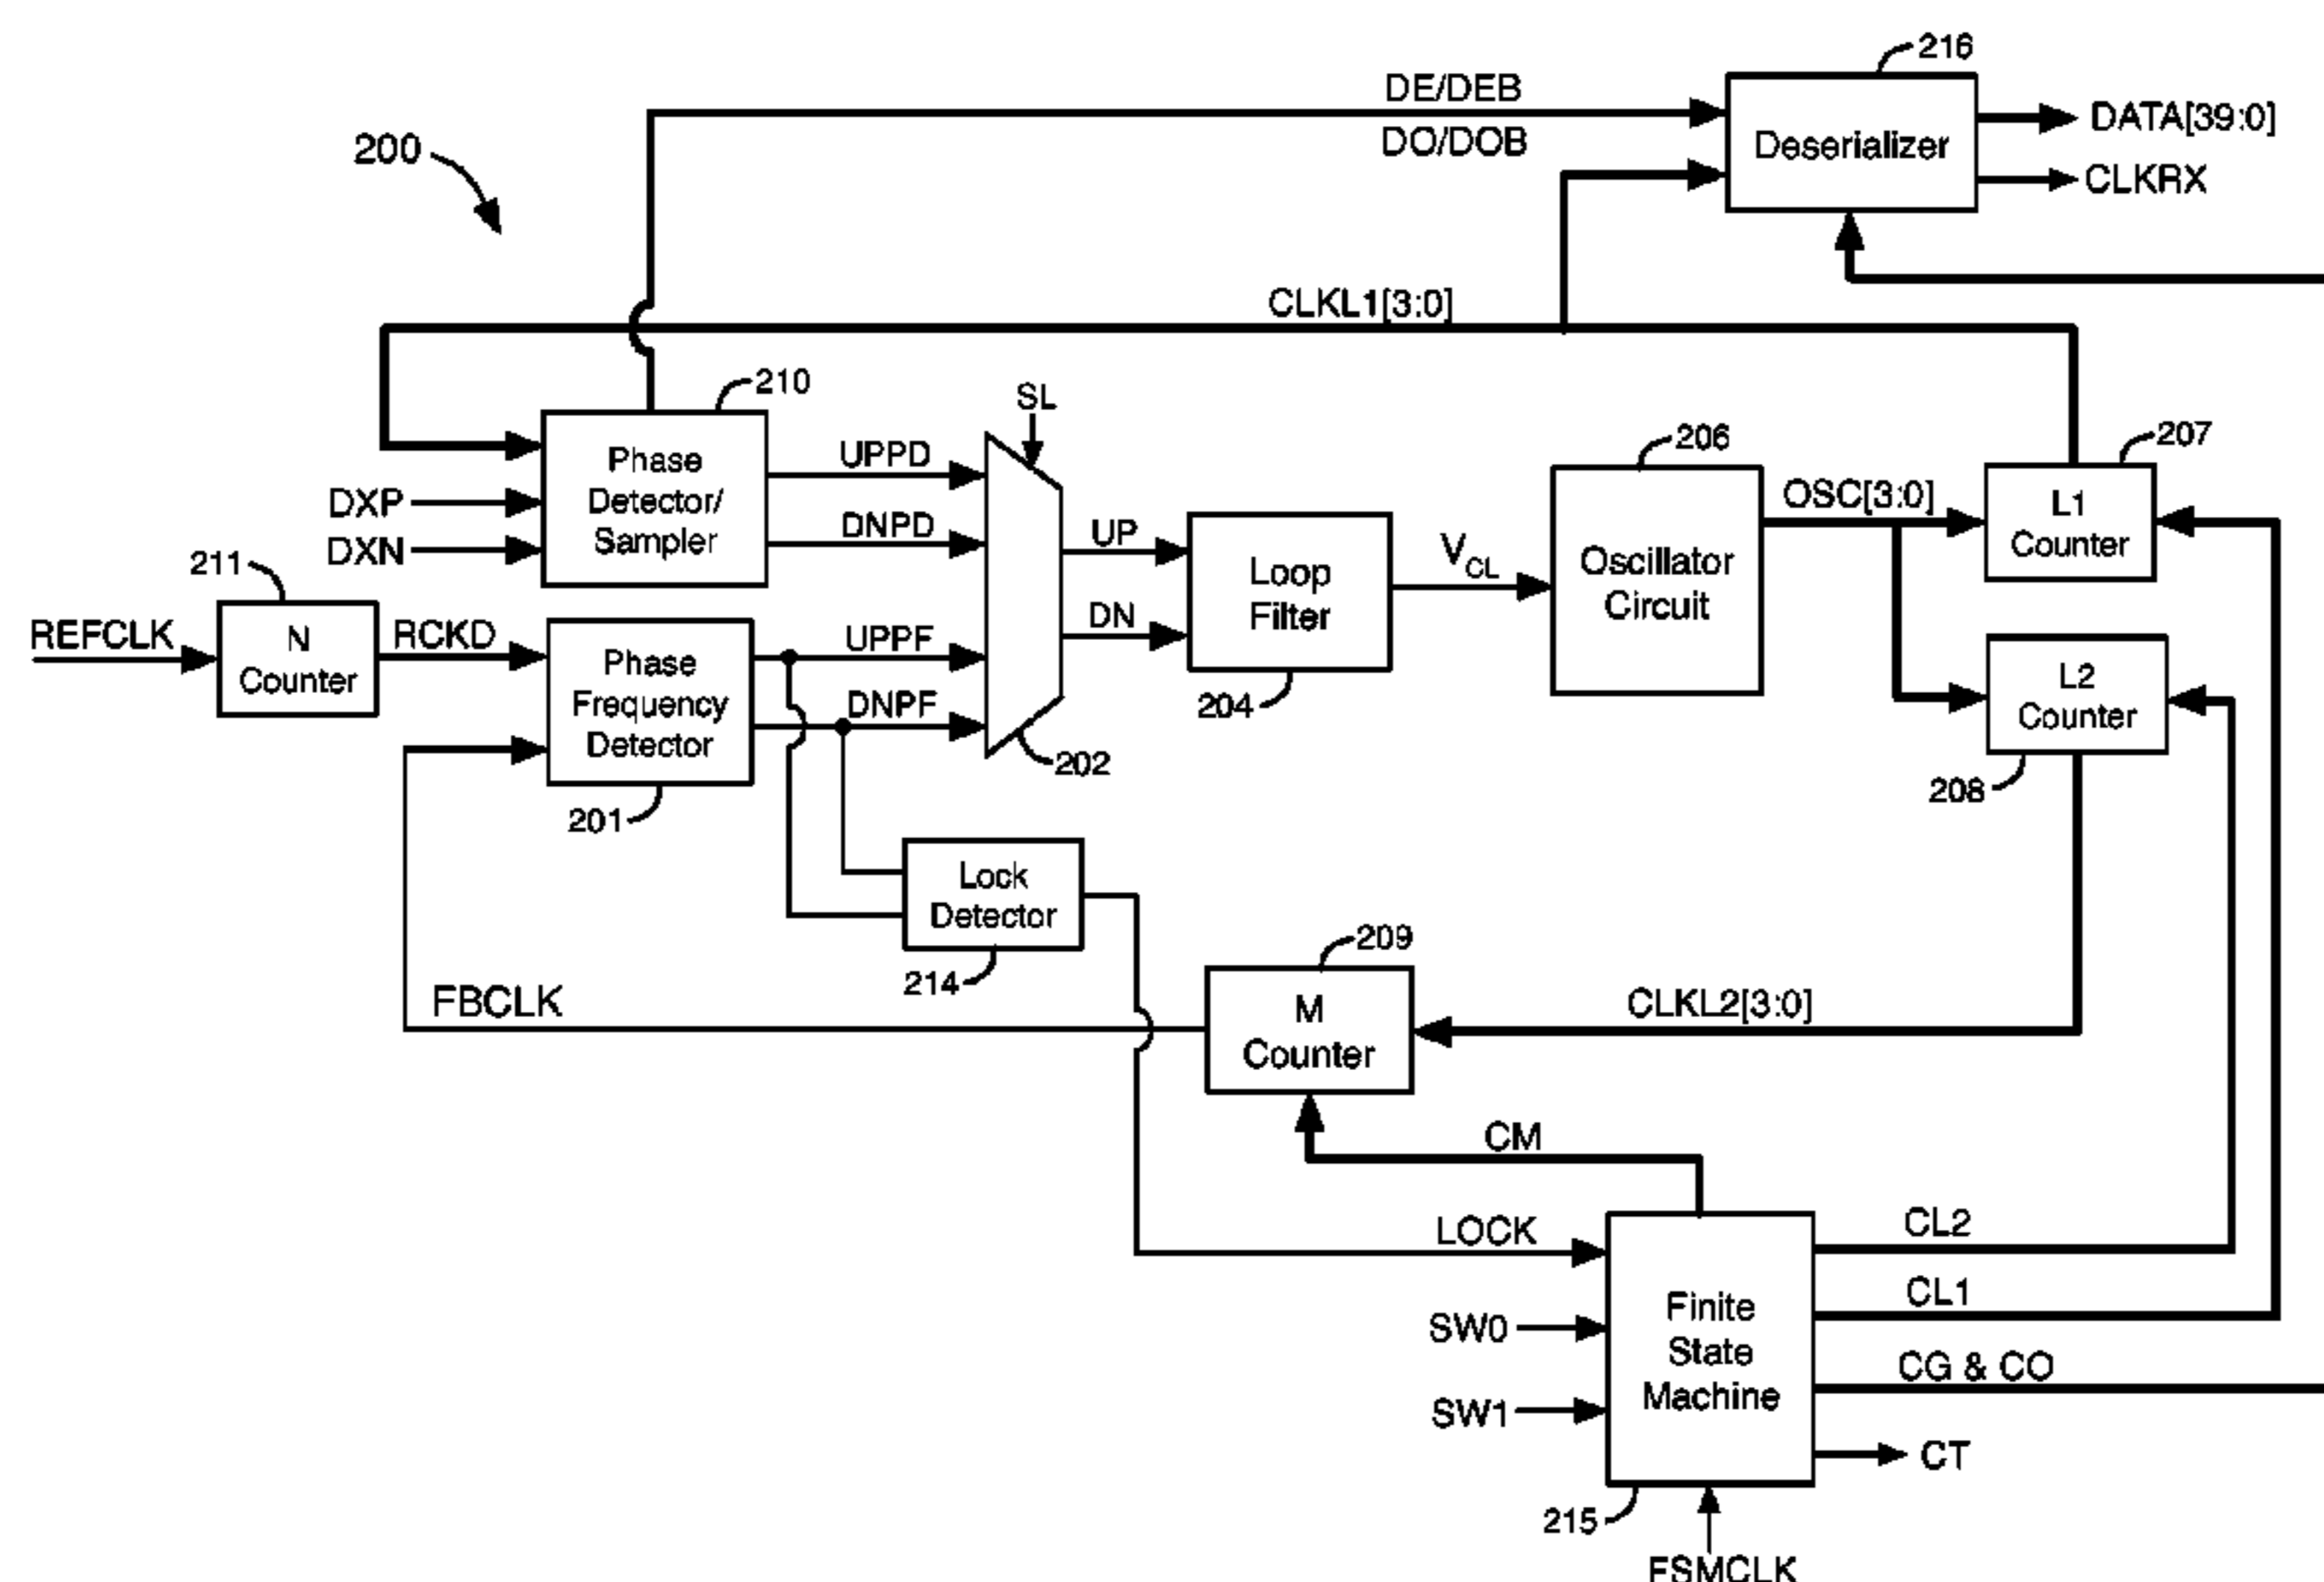 216
DE/DEB
DO/DOB
Deserializer
DATA[39:0]
CLKRX
200
CLKL1[3:0]
210
SL
206
207
Phase
Detector/
Sampler
DXP
DXN
UPPD
DNPD
UP
DN
Loop
Filter
204
VCL
Oscillator
Circuit
OSC[3:0]
L1
Counter
211
REFCLK
N
Counter
RCKD
Phase
Frequency
Detector
201
UPPF
DNPF
202
L2
Counter
208
Lock
Detector
214
209
FBCLK
M
Counter
CLKL2[3:0]
CM
LOCK
SW0
SW1
Finite
State
Machine
CL2
CL1
CG & CO
CT
215
FSMCLK